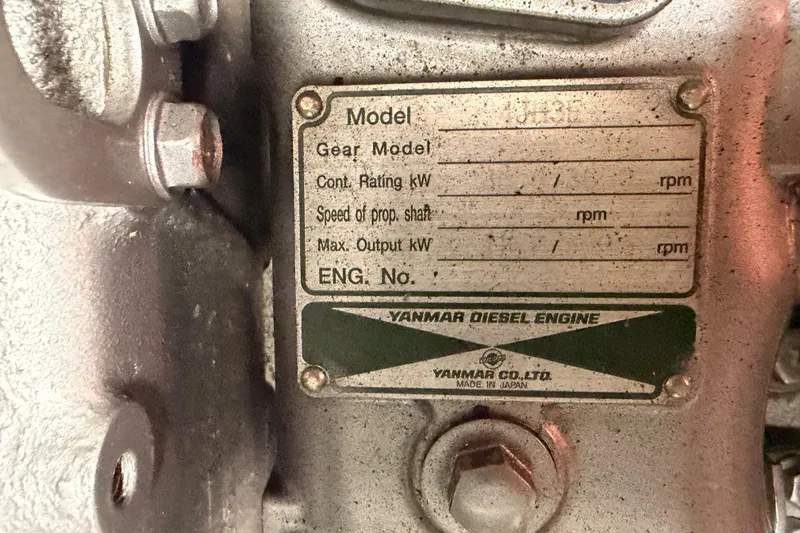 Model JH3E
Gear Model
Cont. Rating kW / rpm
Speed of prop. shaft rpm
Max. Output kW / rpm
ENG. No.
YANMAR DIESEL ENGINE
YANMAR CO.,LTD.
MADE IN JAPAN